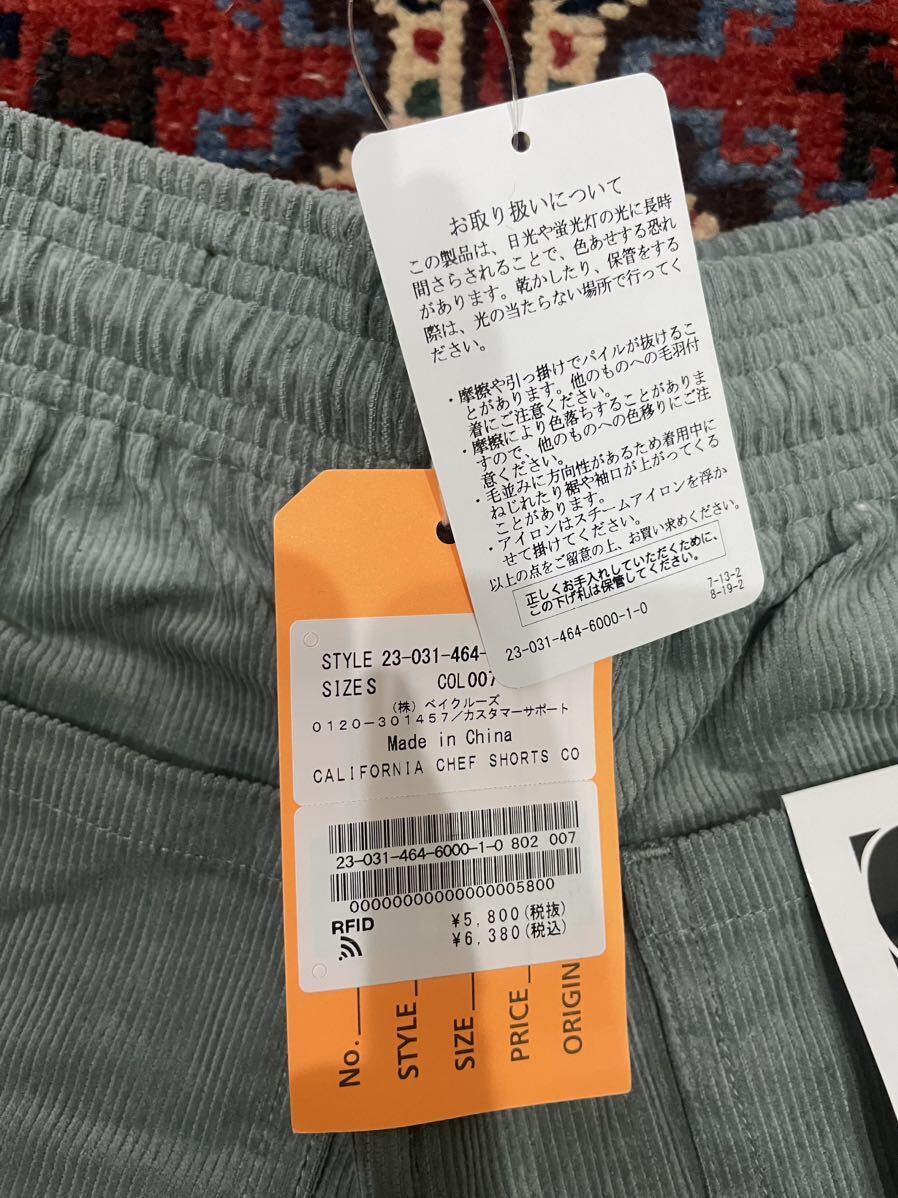 お取り扱いについて
この製品は、日光や蛍光灯の光に長時
間さらされることで、色あせする恐れ
があります。乾かしたり、保管をする
際は、光の当たらない場所で行ってく
ださい。
・摩擦や引っ掛けでパイルが抜けるこ
とがあります。他のものへの毛羽付
着にご注意ください。
・摩擦により色落ちすることがありま
すので、他のものへの色移りにご注
意ください。
・毛並みに方向性があるため着用中に
ねじれたり裾や袖口が上がってくる
ことがあります。
・アイロンはスチームアイロンを浮か
せて掛けてください。
以上の点をご留意の上、お買い求めください。
正しくお手入れしていただくために、
この下げ札は保管してください。
7-13-2
8-19-2
23-031-464-6000-1-0
STYLE 23-031-464-
SIZE S COL 007
(株) ベイクルーズ
0120-301457/カスタマーサポート
Made in China
CALIFORNIA CHEF SHORTS CO
23-031-464-6000-1-0 802 007
00000000000000005800
RFID
¥5,800(税抜)
¥6,380(税込)
No.
STYLE
SIZE
PRICE
ORIGIN